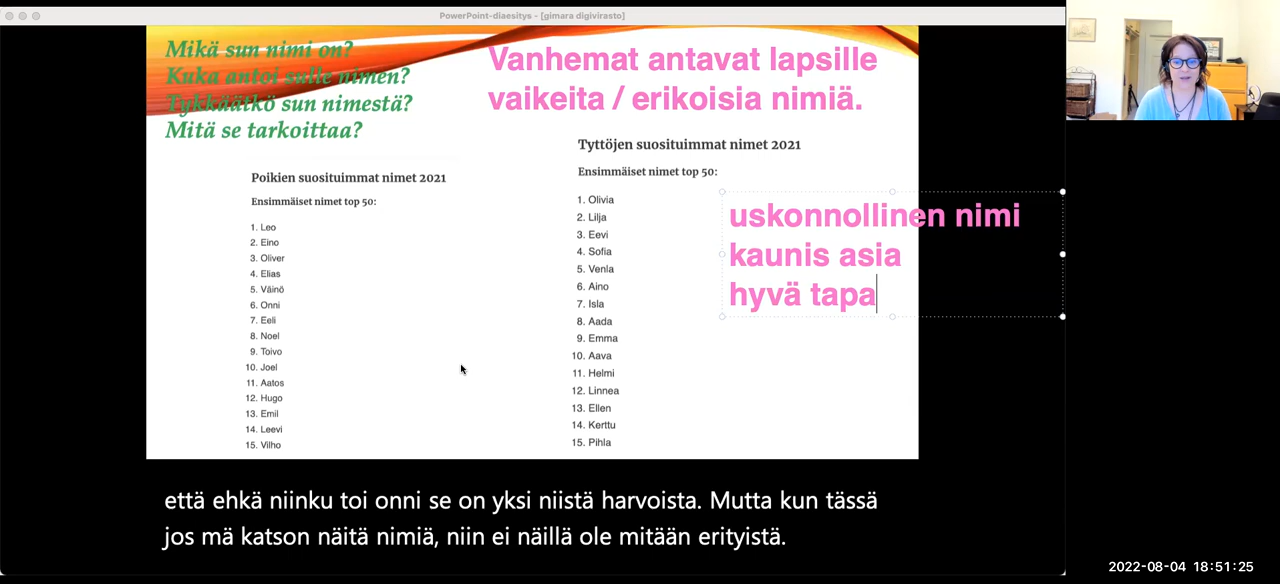 PowerPoint-diaesitys - [gimara digivirasto]
Mikä sun nimi on?
Kuka antoi sulle nimen?
Tykkäätkö sun nimestä?
Mitä se tarkoittaa?
Vanhemat antavat lapsille
vaikeita / erikoisia nimiä.
Poikien suosituimmat nimet 2021
Ensimmäiset nimet top 50:
1. Leo
2. Eino
3. Oliver
4. Elias
5. Väinö
6. Onni
7. Eeli
8. Noel
9. Toivo
10. Joel
11. Aatos
12. Hugo
13. Emil
14. Leevi
15. Vilho
Tyttöjen suosituimmat nimet 2021
Ensimmäiset nimet top 50:
1. Olivia
2. Lilja
3. Eevi
4. Sofia
5. Venla
6. Aino
7. Isla
8. Aada
9. Emma
10. Aava
11. Helmi
12. Linnea
13. Ellen
14. Kerttu
15. Pihla
uskonnollinen nimi
kaunis asia
hyvä tapa
että ehkä niinku toi onni se on yksi niistä harvoista. Mutta kun tässä
jos mä katson näitä nimiä, niin ei näillä ole mitään erityistä.
2022-08-04 18:51:25